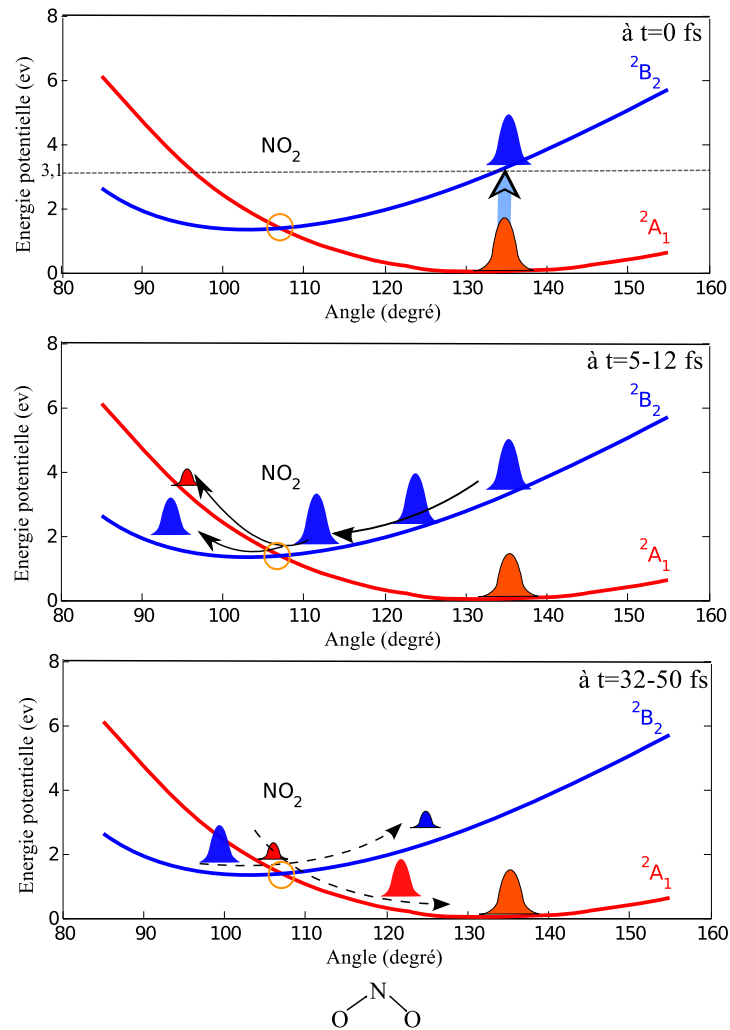 8
à t=0 fs
²B₂
6
NO₂
4
3,1
2
²A₁
0
80 90 100 110 120 130 140 150 160
Angle (degré)
Energie potentielle (ev)
8
à t=5-12 fs
²B₂
6
NO₂
4
2
²A₁
0
80 90 100 110 120 130 140 150 160
Angle (degré)
Energie potentielle (ev)
8
à t=32-50 fs
²B₂
6
NO₂
4
2
²A₁
0
80 90 100 110 120 130 140 150 160
Angle (degré)
Energie potentielle (ev)
N
O O